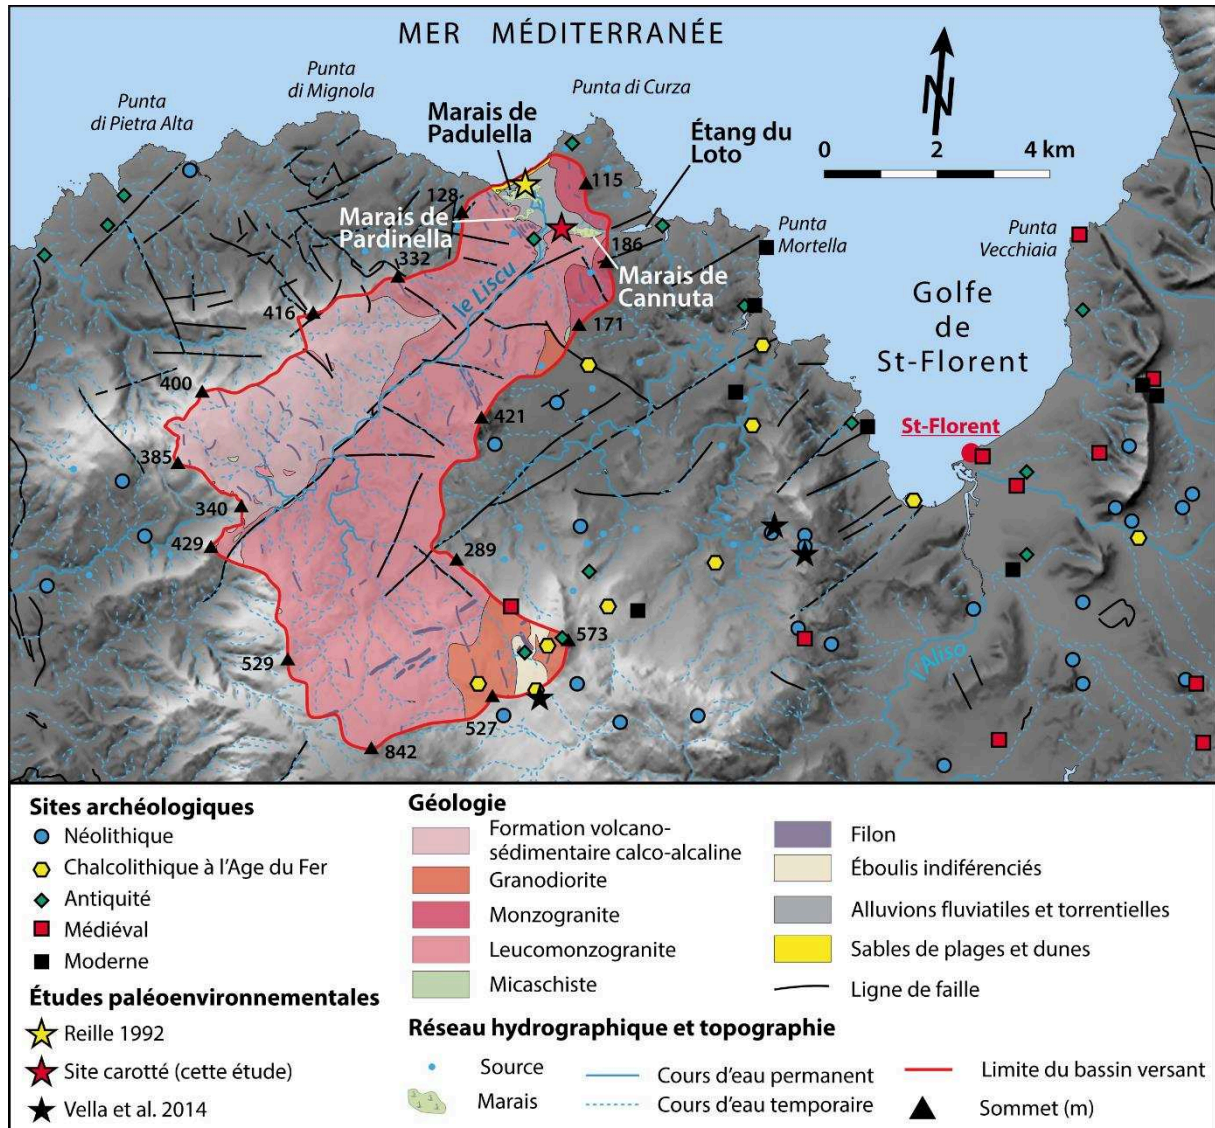 MER MÉDITERRANÉE
Punta
di Pietra Alta
Punta
di Mignola
Marais de
Padulella
Punta di Curza
Étang du
Loto
N
0 2 4 km
115
128
Marais de
Pardinella
186
Marais de
Cannuta
Punta
Mortella
Punta
Vecchiaia
332
le Liscu
416
171
Golfe
de
St-Florent
400
421
St-Florent
385
340
429
289
573
529
l'Aliso
527
842
Sites archéologiques
Néolithique
Chalcolithique à l'Age du Fer
Antiquité
Médiéval
Moderne
Études paléoenvironnementales
Reille 1992
Site carotté (cette étude)
Vella et al. 2014
Géologie
Formation volcano-
sédimentaire calco-alcaline
Granodiorite
Monzogranite
Leucomonzogranite
Micaschiste
Filon
Éboulis indiférenciés
Alluvions fluviatiles et torrentielles
Sables de plages et dunes
Ligne de faille
Réseau hydrographique et topographie
Source
Marais
Cours d'eau permanent
Cours d'eau temporaire
Limite du bassin versant
Sommet (m)